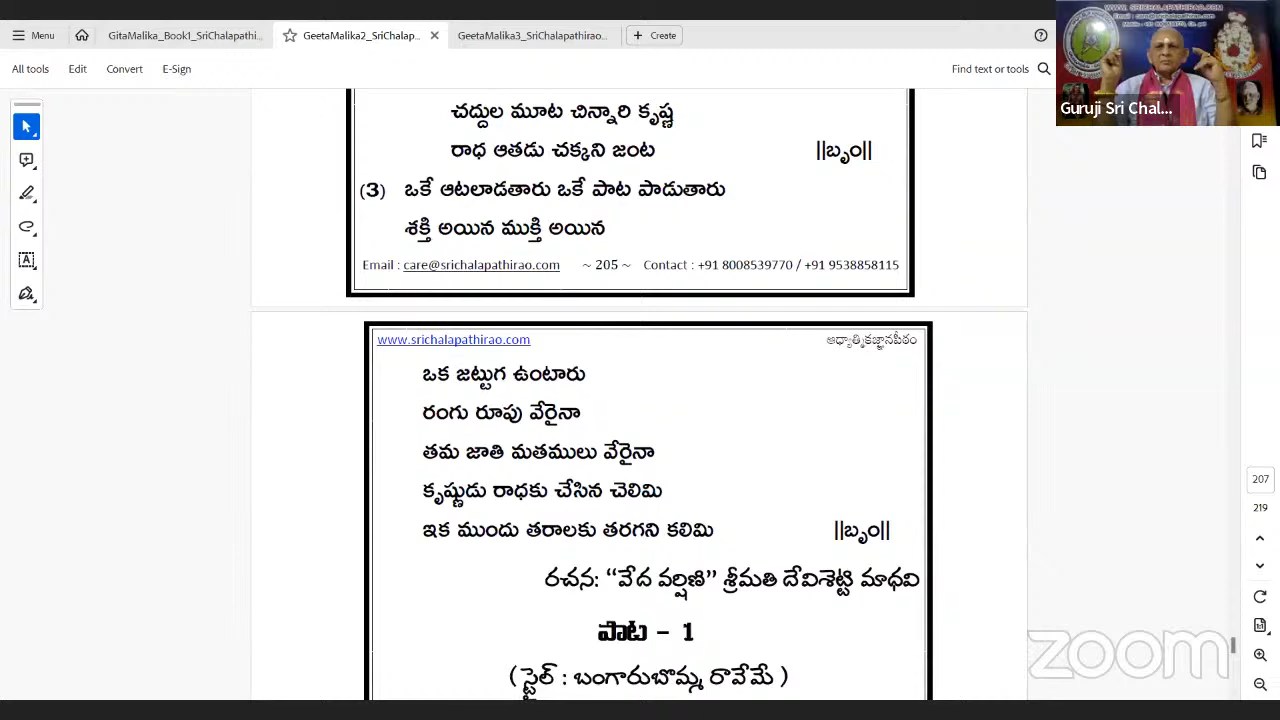 Menu
GitaMalika_Book1_SriChalapathi...
GeetaMalika2_SriChalap...
GeetaMalika3_SriChalapathirao...
Create
All tools
Edit
Convert
E-Sign
Find text or tools
WWW.SRICHALAPATHIRAO.COM
Guruji Sri Chal...
చద్దుల మూట చిన్నారి కృష్ణ
రాధ ఆతడు చక్కని జంట ||బృం||
(3) ఒకే ఆటలాడతారు ఒకే పాట పాడుతారు
శక్తి అయిన ముక్తి అయిన
Email : care@srichalapathirao.com ~ 205 ~ Contact : +91 8008539770 / +91 9538858115
www.srichalapathirao.com ఆధ్యాత్మికజ్ఞానపీఠం
ఒక జట్టుగ ఉంటారు
రంగు రూపు వేరైనా
తమ జాతి మతములు వేరైనా
కృష్ణుడు రాధకు చేసిన చెలిమి
ఇక ముందు తరాలకు తరగని కలిమి ||బృం||
రచన: “వేద వర్షిణి” శ్రీమతి దేవిశెట్టి మాధవి
పాట - 1
(స్టైల్ : బంగారుబొమ్మ రావేమే )
207
219
zoom